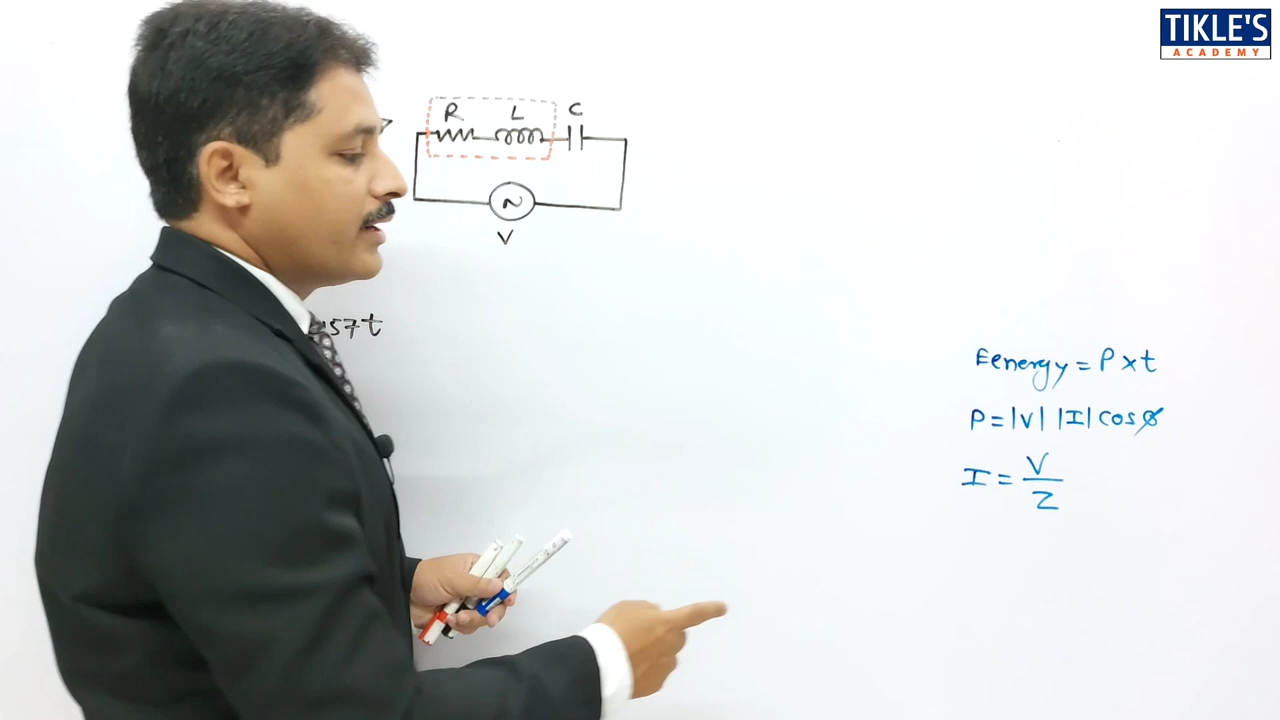 TIKLE'S
ACADEMY
R L C
V
57t
Eenergy = P x t
P = |V| |I| cos ϕ
I = V / Z